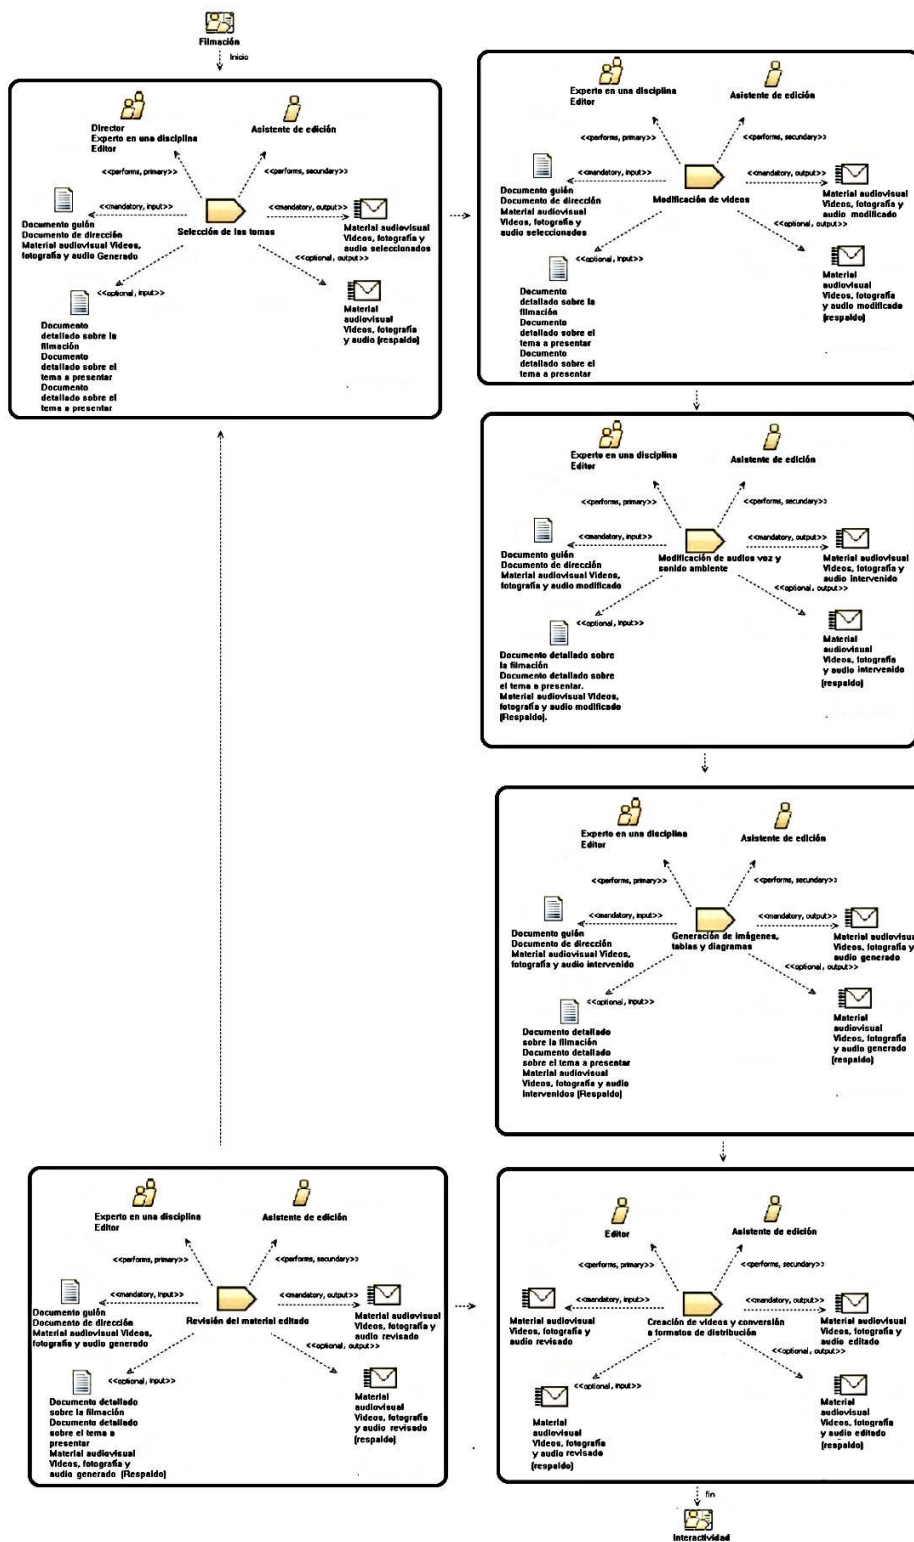 Filmación
Inicio
Director
Experto en una disciplina
Editor
Asistente de edición
<<performs, primary>>
<<performs, secundary>>
<<mandatory, input>>
<<mandatory, output>>
Documento guión
Documento de dirección
Material audiovisual Videos,
fotografía y audio Generado
Selección de las tomas
Material audiovisual
Videos, fotografía y
audio seleccionados
<<optional, input>>
<<optional, output>>
Documento
detallado sobre la
filmación
Documento
detallado sobre el
tema a presentar
Documento
detallado sobre el
tema a presentar
Material
audiovisual
Videos, fotografía
y audio (respaldo)
Experto en una disciplina
Editor
Asistente de edición
<<performs, primary>>
<<performs, secundary>>
<<mandatory, input>>
<<mandatory, output>>
Documento guión
Documento de dirección
Material audiovisual
Videos, fotografía y
audio seleccionados
Modificación de videos
Material audiovisual
Videos, fotografía y
audio modificado
<<optional, input>>
<<optional, output>>
Documento
detallado sobre la
filmación
Documento
detallado sobre el
tema a presentar
Documento
detallado sobre el
tema a presentar
Material
audiovisual
Videos, fotografía
y audio modificado
(respaldo)
Experto en una disciplina
Editor
Asistente de edición
<<performs, primary>>
<<performs, secundary>>
<<mandatory, input>>
<<mandatory, output>>
Documento guión
Documento de dirección
Material audiovisual Videos,
fotografía y audio modificado
Modificación de audios voz y
sonido ambiente
Material audiovisual
Videos, fotografía y
audio intervenido
<<optional, input>>
<<optional, output>>
Documento detallado sobre
la filmación
Documento detallado sobre
el tema a presentar.
Material audiovisual Videos,
fotografía y audio modificado
(Respaldo).
Material
audiovisual
Videos, fotografía
y audio intervenido
(respaldo)
Experto en una disciplina
Editor
Asistente de edición
<<performs, primary>>
<<performs, secundary>>
<<mandatory, input>>
<<mandatory, output>>
Documento guión
Documento de dirección
Material audiovisual Videos,
fotografía y audio intervenido
Generación de imágenes,
tablas y diagramas
Material audiovisual
Videos, fotografía y
audio generado
<<optional, input>>
<<optional, output>>
Documento detallado
sobre la filmación
Documento detallado
sobre el tema a presentar
Material audiovisual
Videos, fotografía y audio
Intervenidos (Respaldo)
Material
audiovisual
Videos, fotografía
y audio generado
(respaldo)
Experto en una disciplina
Editor
Asistente de edición
<<performs, primary>>
<<performs, secundary>>
<<mandatory, input>>
<<mandatory, output>>
Documento guión
Documento de dirección
Material audiovisual Videos,
fotografía y audio generado
Revisión del material editado
Material audiovisual
Videos, fotografía y
audio revisado
<<optional, input>>
<<optional, output>>
Documento detallado
sobre la filmación
Documento detallado
sobre el tema a
presentar
Material audiovisual
Videos, fotografía y
audio generado (Respaldo)
Material
audiovisual
Videos, fotografía
y audio revisado
(respaldo)
Editor
Asistente de edición
<<performs, primary>>
<<performs, secundary>>
<<mandatory, input>>
<<mandatory, output>>
Material audiovisual
Videos, fotografía y
audio revisado
Creación de videos y conversión
a formatos de distribución
Material audiovisual
Videos, fotografía y
audio editado
<<optional, input>>
<<optional, output>>
Material
audiovisual
Videos, fotografía
y audio revisado
(respaldo)
Material
audiovisual
Videos, fotografía
y audio editado
(respaldo)
fin
Interactividad